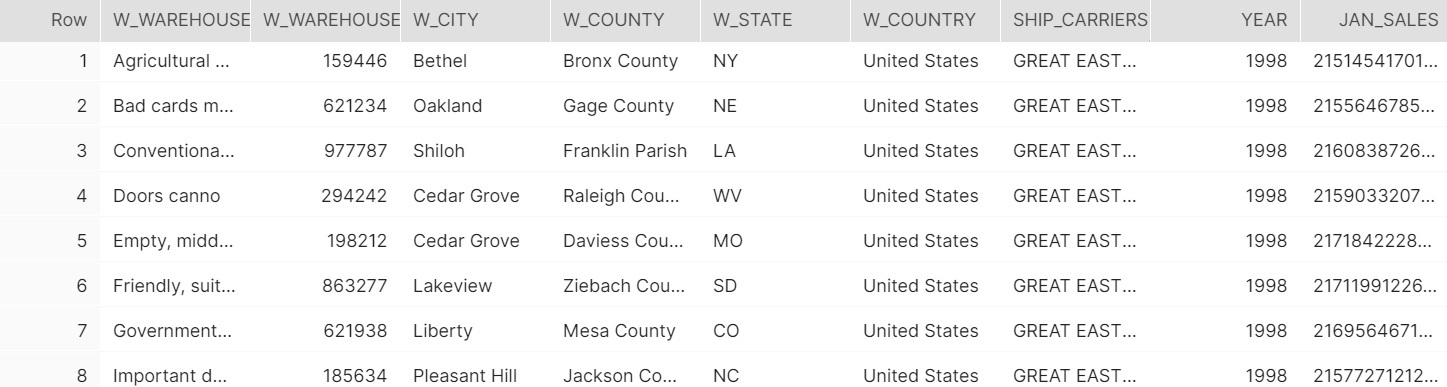 Row W_WAREHOUSE W_WAREHOUSE W_CITY W_COUNTY W_STATE W_COUNTRY SHIP_CARRIERS YEAR JAN_SALES
1 Agricultural ... 159446 Bethel Bronx County NY United States GREAT EAST... 1998 21514541701...
2 Bad cards m... 621234 Oakland Gage County NE United States GREAT EAST... 1998 2155646785...
3 Conventiona... 977787 Shiloh Franklin Parish LA United States GREAT EAST... 1998 2160838726...
4 Doors canno 294242 Cedar Grove Raleigh Cou... WV United States GREAT EAST... 1998 2159033207...
5 Empty, midd... 198212 Cedar Grove Daviess Cou... MO United States GREAT EAST... 1998 2171842228...
6 Friendly, suit... 863277 Lakeview Ziebach Cou... SD United States GREAT EAST... 1998 21711991226...
7 Government... 621938 Liberty Mesa County CO United States GREAT EAST... 1998 2169564671...
8 Important d... 185634 Pleasant Hill Jackson Co... NC United States GREAT EAST... 1998 21577271212...